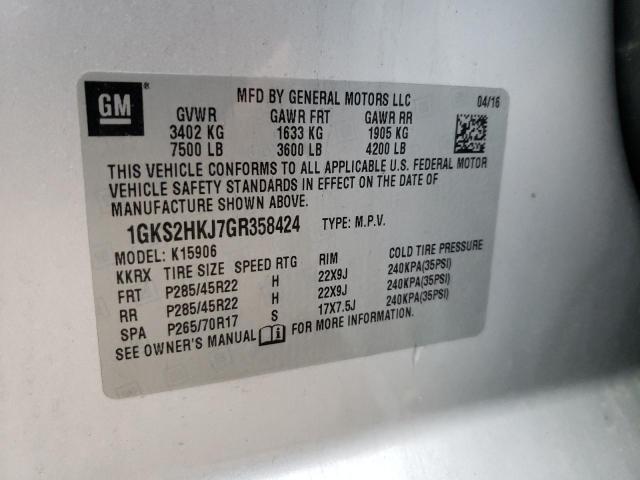 GM ®
MFD BY GENERAL MOTORS LLC 04/16
GVWR GAWR FRT GAWR RR
3402 KG 1633 KG 1905 KG
7500 LB 3600 LB 4200 LB
THIS VEHICLE CONFORMS TO ALL APPLICABLE U.S. FEDERAL MOTOR
VEHICLE SAFETY STANDARDS IN EFFECT ON THE DATE OF
MANUFACTURE SHOWN ABOVE.
1GKS2HKJ7GR358424 TYPE: M.P.V.
MODEL: K15906
KKRX TIRE SIZE SPEED RTG RIM COLD TIRE PRESSURE
FRT P285/45R22 H 22X9J 240KPA(35PSI)
RR P285/45R22 H 22X9J 240KPA(35PSI)
SPA P265/70R17 S 17X7.5J 240KPA(35PSI)
SEE OWNER'S MANUAL FOR MORE INFORMATION.